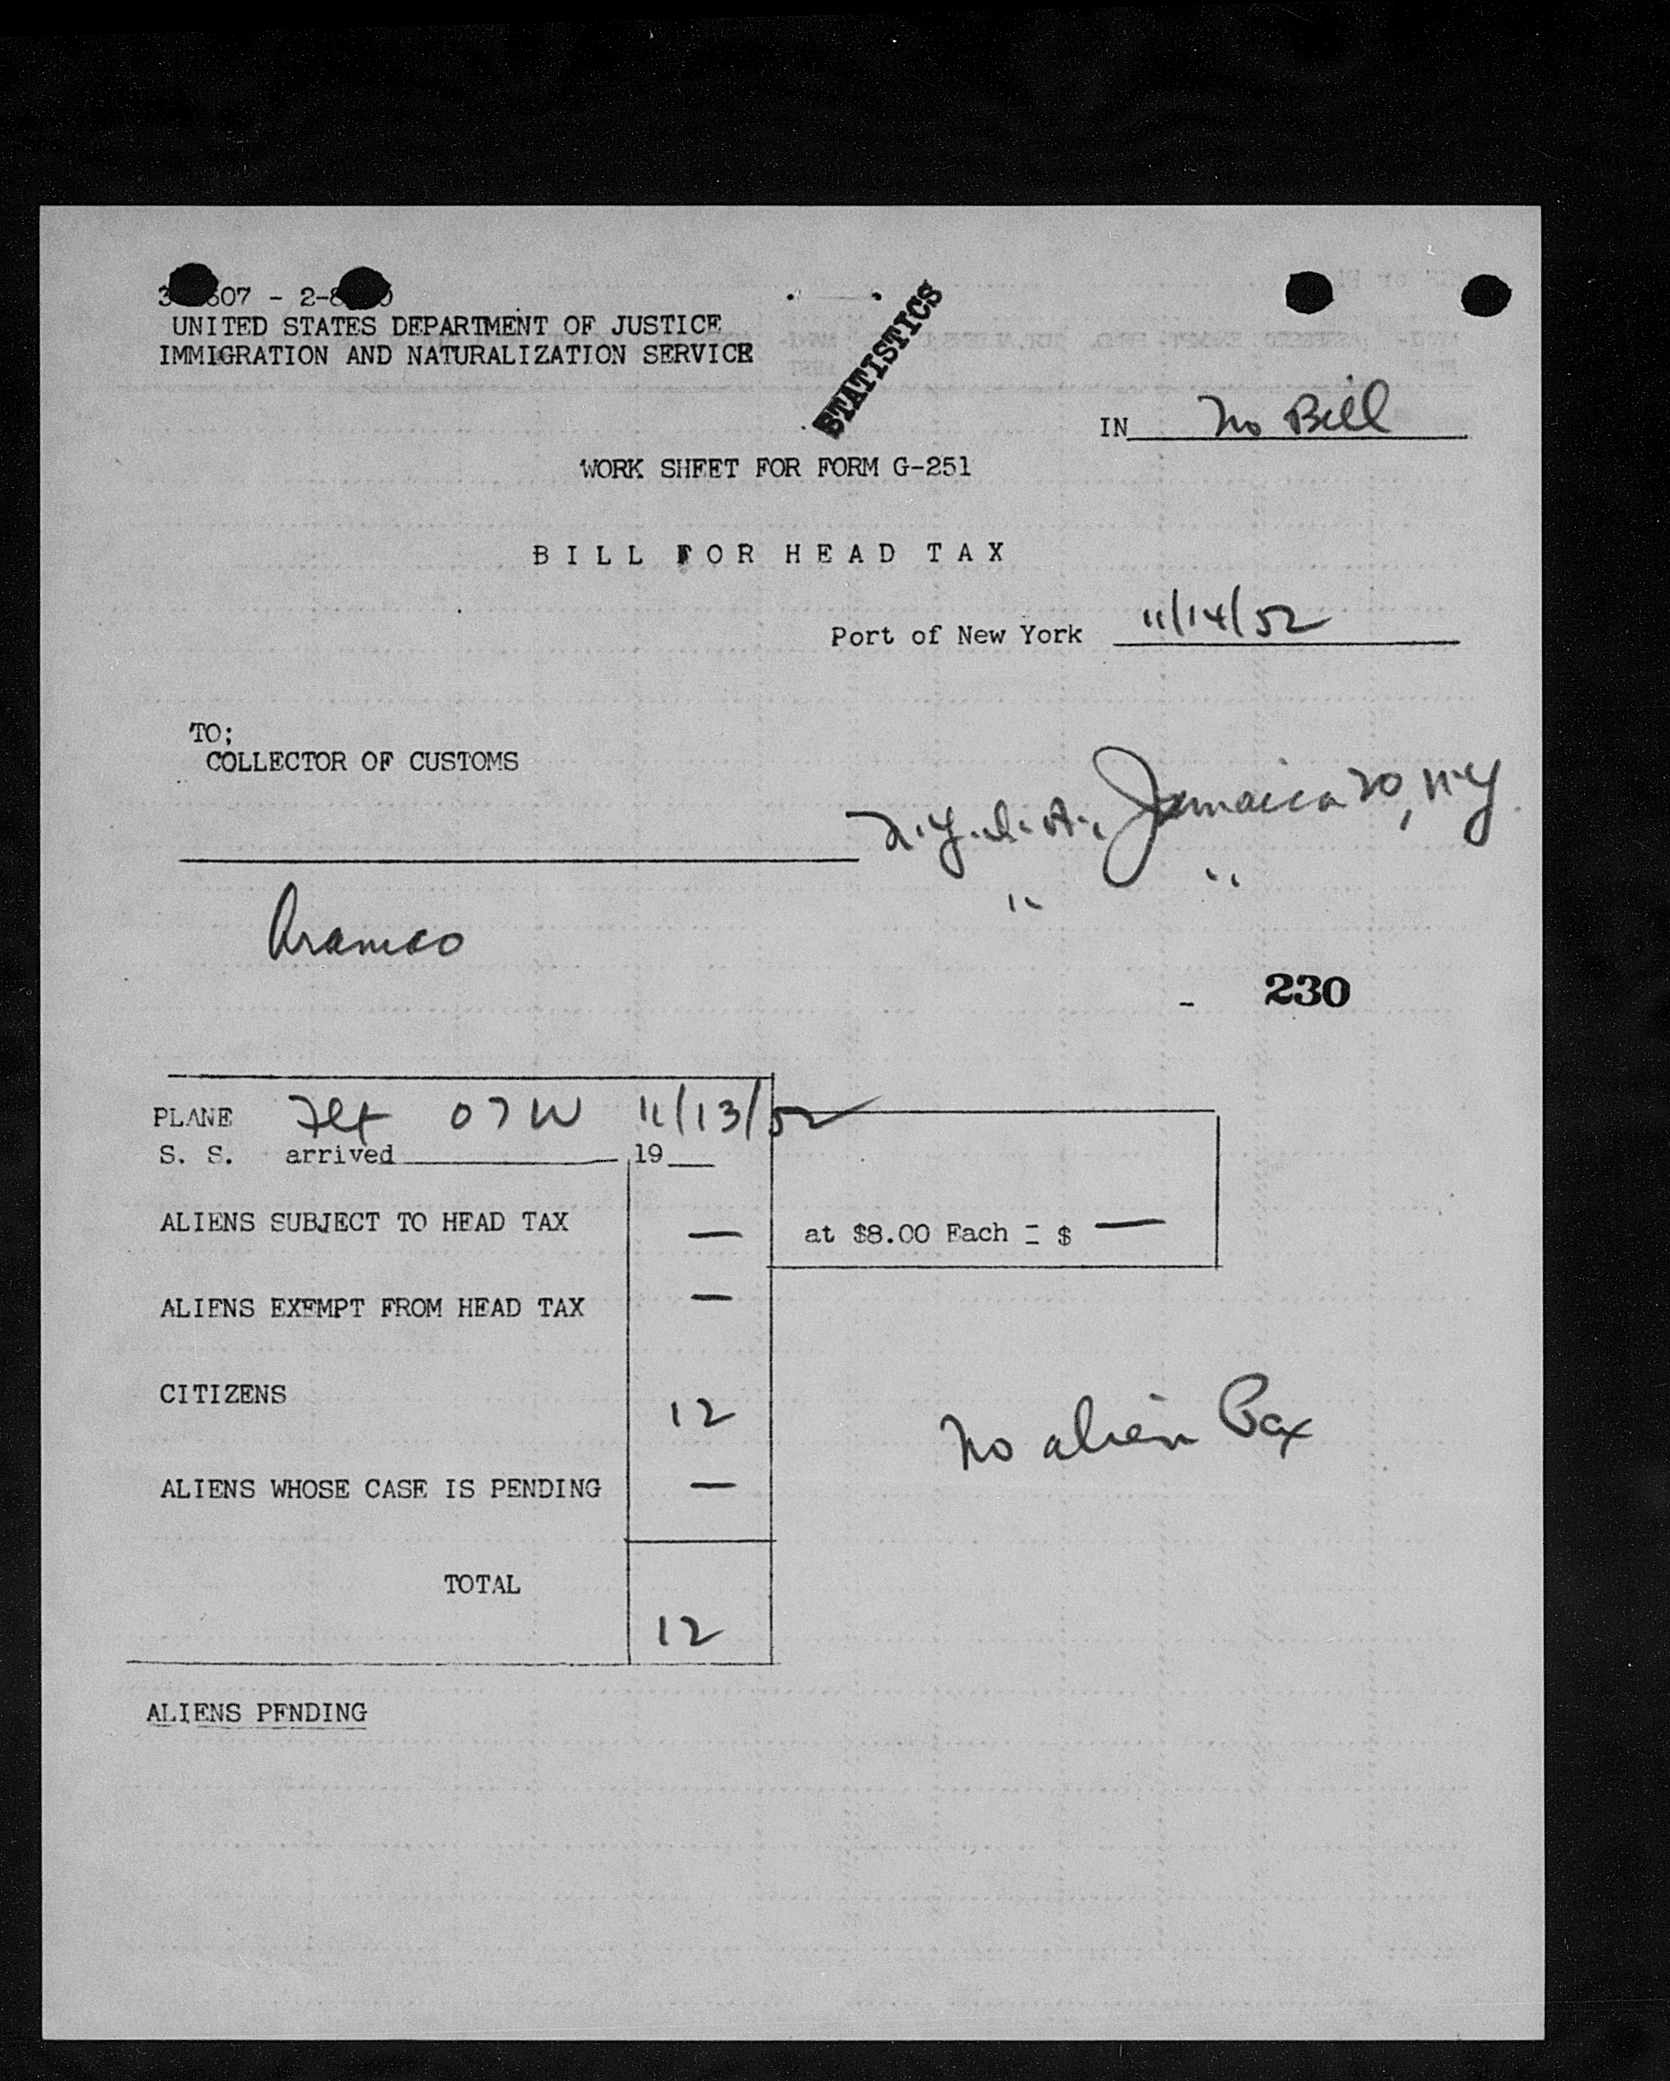 607 - 2-8
UNITED STATES DEPARTMENT OF JUSTICE
IMMIGRATION AND NATURALIZATION SERVICE
STATISTICS
IN No Bill
WORK SHEET FOR FORM G-251
BILL FOR HEAD TAX
Port of New York 11/14/52
TO;
COLLECTOR OF CUSTOMS
N.Y.I.A., Jamaica 20, N.Y.
" "
Aramco
- 230
PLANE Flt 07W 11/13/52
S. S. arrived 19
ALIENS SUBJECT TO HEAD TAX — at $8.00 Each = $ —
ALIENS EXEMPT FROM HEAD TAX —
CITIZENS 12
No alien Pax
ALIENS WHOSE CASE IS PENDING —
TOTAL
12
ALIENS PENDING